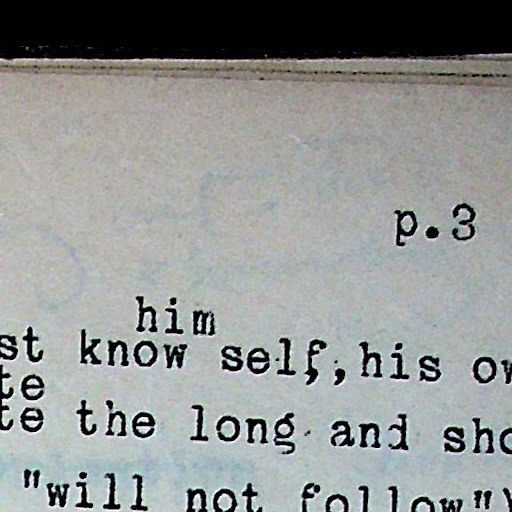 p.3
him
st know self,his ow
te
te the long and sho
"will not follow")